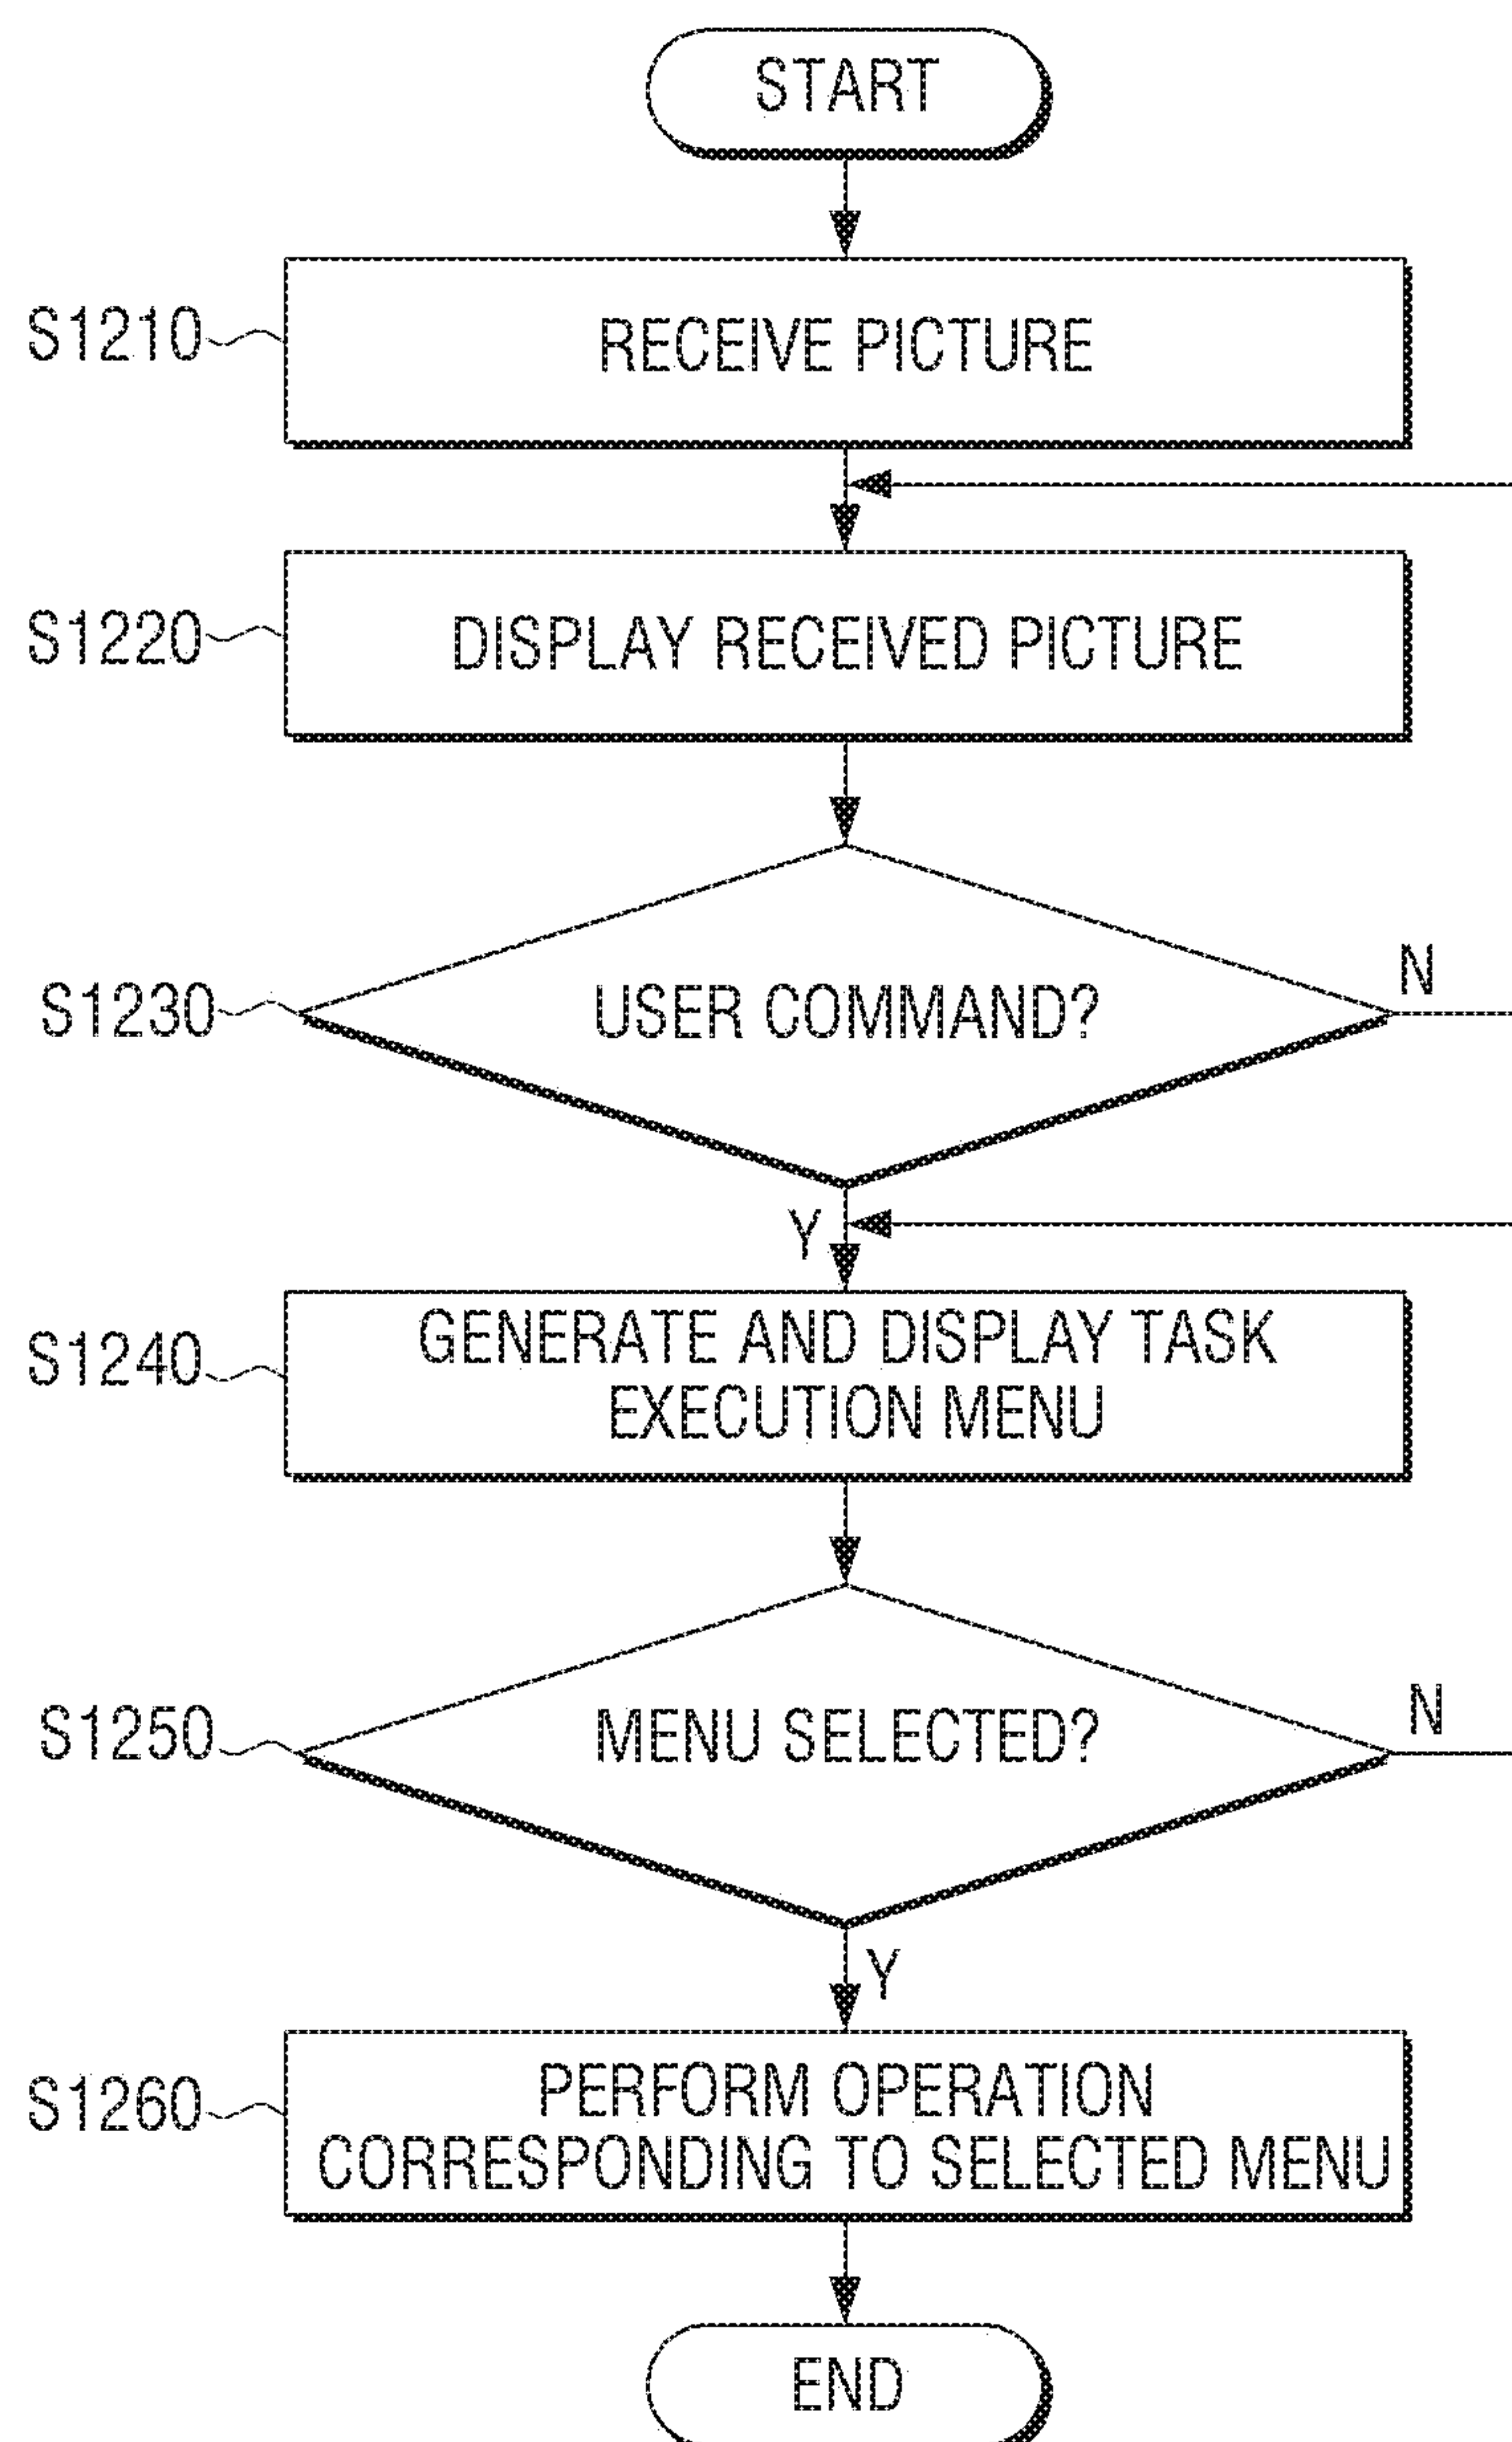 START
S1210
RECEIVE PICTURE
S1220
DISPLAY RECEIVED PICTURE
S1230
USER COMMAND?
N
Y
S1240
GENERATE AND DISPLAY TASK
EXECUTION MENU
S1250
MENU SELECTED?
N
Y
S1260
PERFORM OPERATION
CORRESPONDING TO SELECTED MENU
END